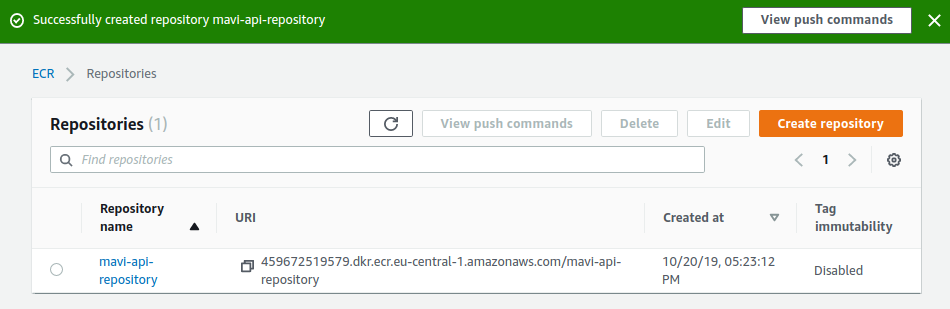 Successfully created repository mavi-api-repository
View push commands
ECR
Repositories
Repositories (1)
View push commands
Delete
Edit
Create repository
Find repositories
1
Repository
name
URI
Created at
Tag
immutability
mavi-api-
repository
459672519579.dkr.ecr.eu-central-1.amazonaws.com/mavi-api-
repository
10/20/19, 05:23:12
PM
Disabled